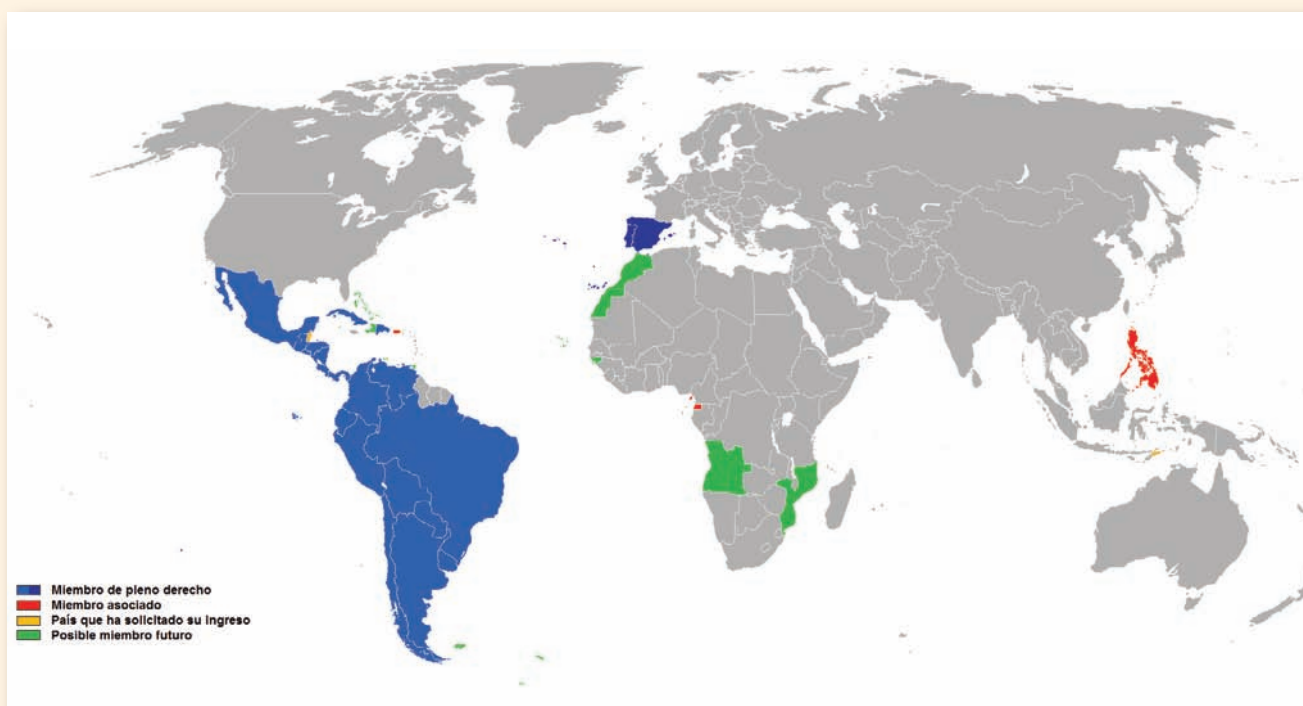 Miembro de pleno derecho
Miembro asociado
País que ha solicitado su ingreso
Posible miembro futuro